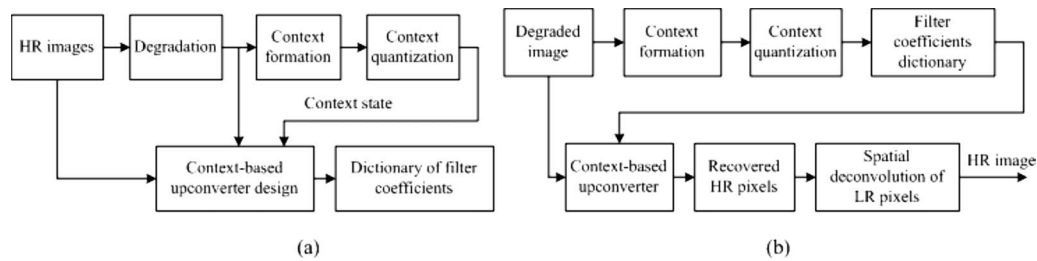 HR images
Degradation
Context
formation
Context
quantization
Context state
Context-based
upconverter design
Dictionary of filter
coefficients
(a)
Degraded
image
Context
formation
Context
quantization
Filter
coefficients
dictionary
Context-based
upconverter
Recovered
HR pixels
Spatial
deconvolution of
LR pixels
HR image
(b)